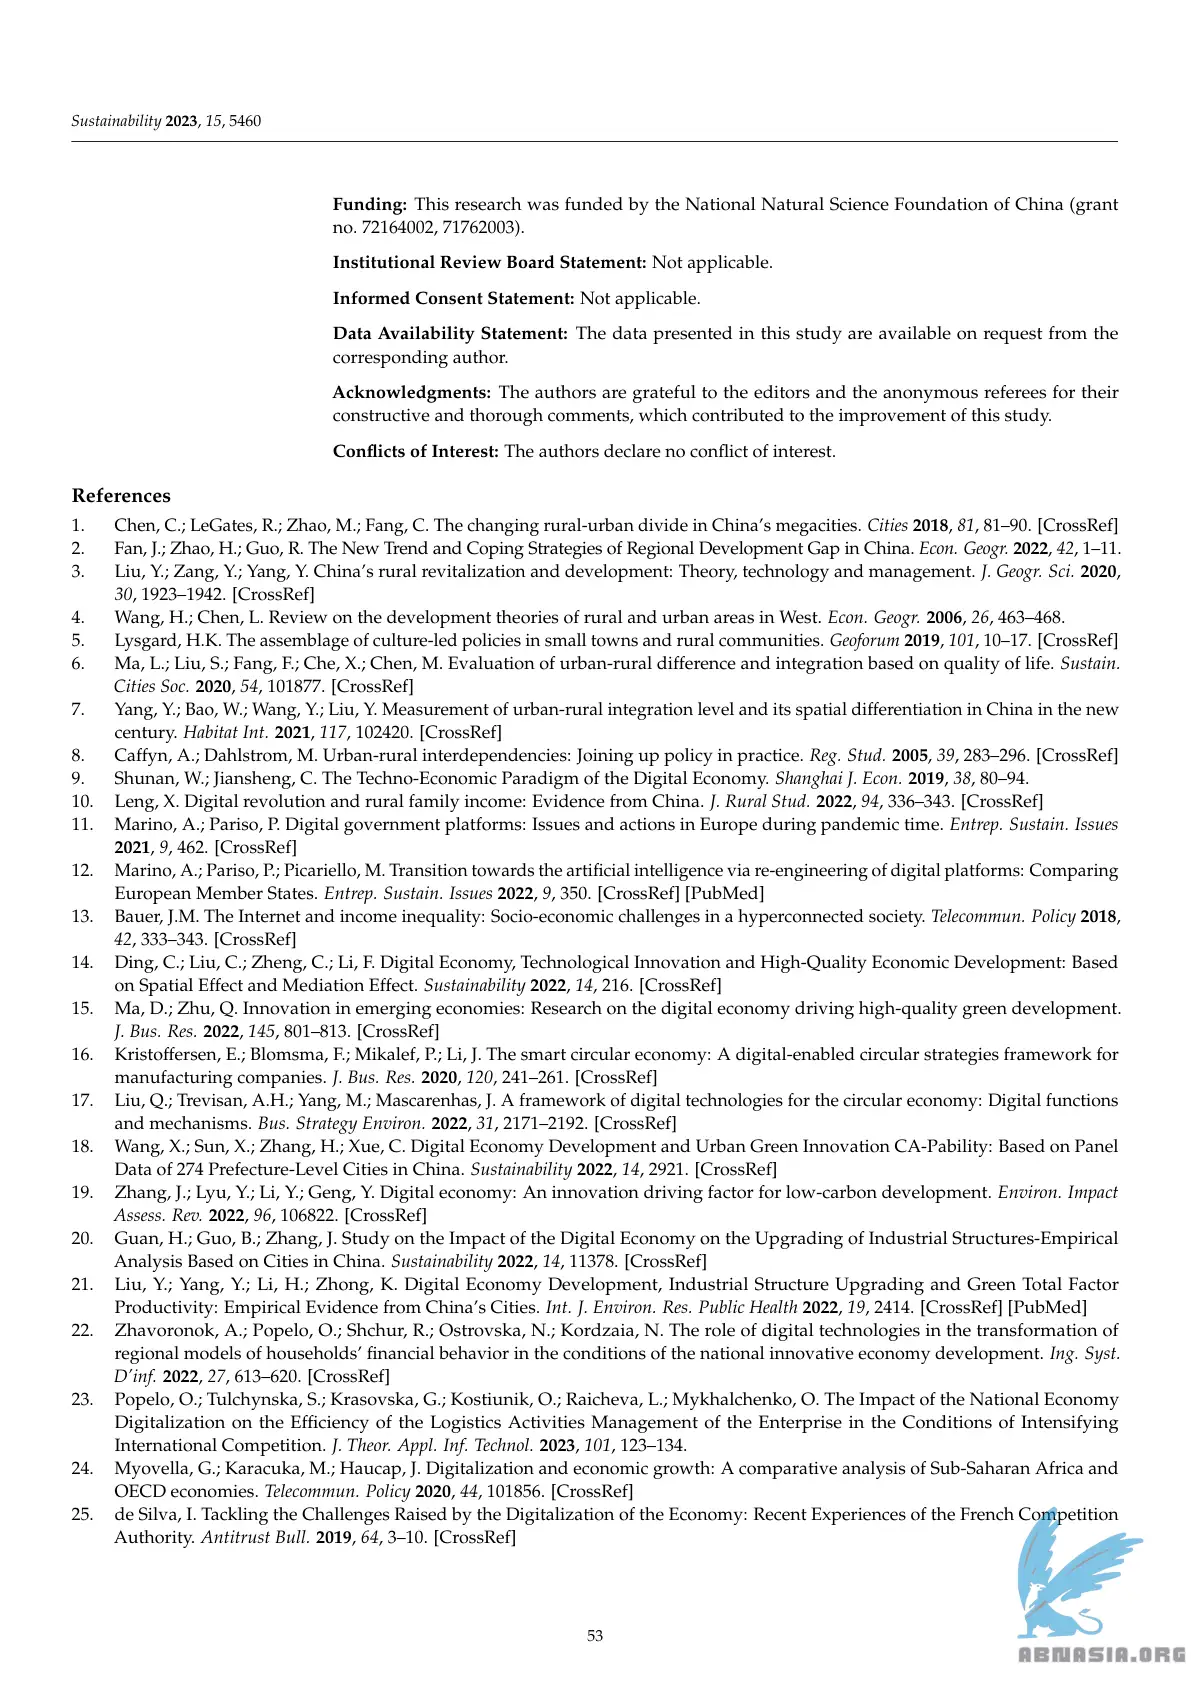 Sustainability 2023, 15, 5460
Funding: This research was funded by the National Natural Science Foundation of China (grant
no. 72164002, 71762003).
Institutional Review Board Statement: Not applicable.
Informed Consent Statement: Not applicable.
Data Availability Statement: The data presented in this study are available on request from the
corresponding author.
Acknowledgments: The authors are grateful to the editors and the anonymous referees for their
constructive and thorough comments, which contributed to the improvement of this study.
Conflicts of Interest: The authors declare no conflict of interest.
References
1. Chen, C.; LeGates, R.; Zhao, M.; Fang, C. The changing rural-urban divide in China's megacities. Cities 2018, 81, 81–90. [CrossRef]
2. Fan, J.; Zhao, H.; Guo, R. The New Trend and Coping Strategies of Regional Development Gap in China. Econ. Geogr. 2022, 42, 1–11.
3. Liu, Y.; Zang, Y.; Yang, Y. China's rural revitalization and development: Theory, technology and management. J. Geogr. Sci. 2020,
30, 1923–1942. [CrossRef]
4. Wang, H.; Chen, L. Review on the development theories of rural and urban areas in West. Econ. Geogr. 2006, 26, 463–468.
5. Lysgard, H.K. The assemblage of culture-led policies in small towns and rural communities. Geoforum 2019, 101, 10–17. [CrossRef]
6. Ma, L.; Liu, S.; Fang, F.; Che, X.; Chen, M. Evaluation of urban-rural difference and integration based on quality of life. Sustain.
Cities Soc. 2020, 54, 101877. [CrossRef]
7. Yang, Y.; Bao, W.; Wang, Y.; Liu, Y. Measurement of urban-rural integration level and its spatial differentiation in China in the new
century. Habitat Int. 2021, 117, 102420. [CrossRef]
8. Caffyn, A.; Dahlstrom, M. Urban-rural interdependencies: Joining up policy in practice. Reg. Stud. 2005, 39, 283–296. [CrossRef]
9. Shunan, W.; Jiansheng, C. The Techno-Economic Paradigm of the Digital Economy. Shanghai J. Econ. 2019, 38, 80–94.
10. Leng, X. Digital revolution and rural family income: Evidence from China. J. Rural Stud. 2022, 94, 336–343. [CrossRef]
11. Marino, A.; Pariso, P. Digital government platforms: Issues and actions in Europe during pandemic time. Entrep. Sustain. Issues
2021, 9, 462. [CrossRef]
12. Marino, A.; Pariso, P.; Picariello, M. Transition towards the artificial intelligence via re-engineering of digital platforms: Comparing
European Member States. Entrep. Sustain. Issues 2022, 9, 350. [CrossRef] [PubMed]
13. Bauer, J.M. The Internet and income inequality: Socio-economic challenges in a hyperconnected society. Telecommun. Policy 2018,
42, 333–343. [CrossRef]
14. Ding, C.; Liu, C.; Zheng, C.; Li, F. Digital Economy, Technological Innovation and High-Quality Economic Development: Based
on Spatial Effect and Mediation Effect. Sustainability 2022, 14, 216. [CrossRef]
15. Ma, D.; Zhu, Q. Innovation in emerging economies: Research on the digital economy driving high-quality green development.
J. Bus. Res. 2022, 145, 801–813. [CrossRef]
16. Kristoffersen, E.; Blomsma, F.; Mikalef, P.; Li, J. The smart circular economy: A digital-enabled circular strategies framework for
manufacturing companies. J. Bus. Res. 2020, 120, 241–261. [CrossRef]
17. Liu, Q.; Trevisan, A.H.; Yang, M.; Mascarenhas, J. A framework of digital technologies for the circular economy: Digital functions
and mechanisms. Bus. Strategy Environ. 2022, 31, 2171–2192. [CrossRef]
18. Wang, X.; Sun, X.; Zhang, H.; Xue, C. Digital Economy Development and Urban Green Innovation CA-Pability: Based on Panel
Data of 274 Prefecture-Level Cities in China. Sustainability 2022, 14, 2921. [CrossRef]
19. Zhang, J.; Lyu, Y.; Li, Y.; Geng, Y. Digital economy: An innovation driving factor for low-carbon development. Environ. Impact
Assess. Rev. 2022, 96, 106822. [CrossRef]
20. Guan, H.; Guo, B.; Zhang, J. Study on the Impact of the Digital Economy on the Upgrading of Industrial Structures-Empirical
Analysis Based on Cities in China. Sustainability 2022, 14, 11378. [CrossRef]
21. Liu, Y.; Yang, Y.; Li, H.; Zhong, K. Digital Economy Development, Industrial Structure Upgrading and Green Total Factor
Productivity: Empirical Evidence from China's Cities. Int. J. Environ. Res. Public Health 2022, 19, 2414. [CrossRef] [PubMed]
22. Zhavoronok, A.; Popelo, O.; Shchur, R.; Ostrovska, N.; Kordzaia, N. The role of digital technologies in the transformation of
regional models of households' financial behavior in the conditions of the national innovative economy development. Ing. Syst.
D'inf. 2022, 27, 613–620. [CrossRef]
23. Popelo, O.; Tulchynska, S.; Krasovska, G.; Kostiunik, O.; Raicheva, L.; Mykhalchenko, O. The Impact of the National Economy
Digitalization on the Efficiency of the Logistics Activities Management of the Enterprise in the Conditions of Intensifying
International Competition. J. Theor. Appl. Inf. Technol. 2023, 101, 123–134.
24. Myovella, G.; Karacuka, M.; Haucap, J. Digitalization and economic growth: A comparative analysis of Sub-Saharan Africa and
OECD economies. Telecommun. Policy 2020, 44, 101856. [CrossRef]
25. de Silva, I. Tackling the Challenges Raised by the Digitalization of the Economy: Recent Experiences of the French Competition
Authority. Antitrust Bull. 2019, 64, 3–10. [CrossRef]
53
ABNASIA.ORG